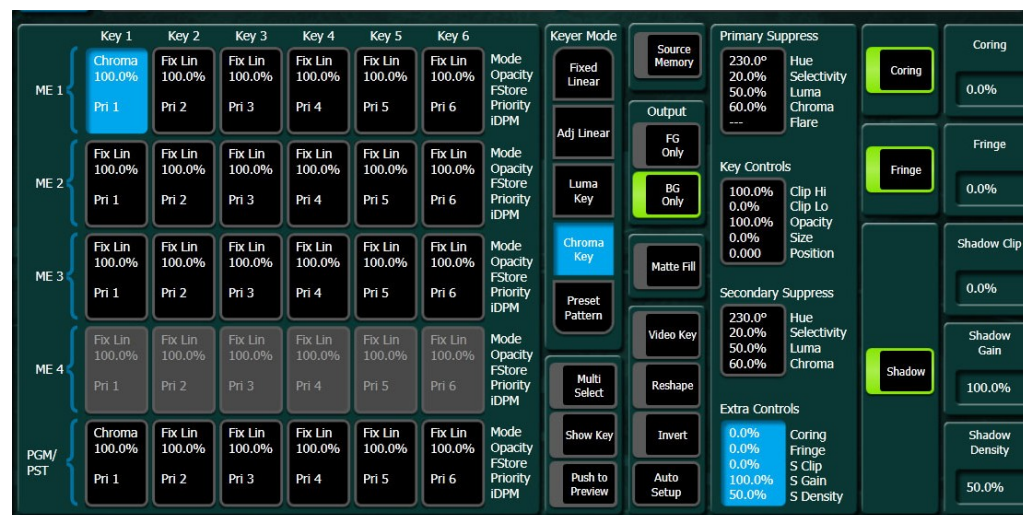 Key 1 Key 2 Key 3 Key 4 Key 5 Key 6
ME 1
Chroma
100.0%
Pri 1
Fix Lin
100.0%
Pri 2
Fix Lin
100.0%
Pri 3
Fix Lin
100.0%
Pri 4
Fix Lin
100.0%
Pri 5
Fix Lin
100.0%
Pri 6
Mode
Opacity
FStore
Priority
iDPM
ME 2
Fix Lin
100.0%
Pri 1
Fix Lin
100.0%
Pri 2
Fix Lin
100.0%
Pri 3
Fix Lin
100.0%
Pri 4
Fix Lin
100.0%
Pri 5
Fix Lin
100.0%
Pri 6
Mode
Opacity
FStore
Priority
iDPM
ME 3
Fix Lin
100.0%
Pri 1
Fix Lin
100.0%
Pri 2
Fix Lin
100.0%
Pri 3
Fix Lin
100.0%
Pri 4
Fix Lin
100.0%
Pri 5
Fix Lin
100.0%
Pri 6
Mode
Opacity
FStore
Priority
iDPM
ME 4
Fix Lin
100.0%
Pri 1
Fix Lin
100.0%
Pri 2
Fix Lin
100.0%
Pri 3
Fix Lin
100.0%
Pri 4
Fix Lin
100.0%
Pri 5
Fix Lin
100.0%
Pri 6
Mode
Opacity
FStore
Priority
iDPM
PGM/
PST
Chroma
100.0%
Pri 1
Fix Lin
100.0%
Pri 2
Fix Lin
100.0%
Pri 3
Fix Lin
100.0%
Pri 4
Fix Lin
100.0%
Pri 5
Fix Lin
100.0%
Pri 6
Mode
Opacity
FStore
Priority
iDPM
Keyer Mode
Fixed
Linear
Adj Linear
Luma
Key
Chroma
Key
Preset
Pattern
Multi
Select
Show Key
Push to
Preview
Source
Memory
Output
FG
Only
BG
Only
Matte Fill
Video Key
Reshape
Invert
Auto
Setup
Primary Suppress
230.0º Hue
20.0% Selectivity
50.0% Luma
60.0% Chroma
--- Flare
Key Controls
100.0% Clip Hi
0.0% Clip Lo
100.0% Opacity
0.0% Size
0.000 Position
Secondary Suppress
230.0º Hue
20.0% Selectivity
50.0% Luma
60.0% Chroma
Extra Controls
0.0% Coring
0.0% Fringe
0.0% S Clip
100.0% S Gain
50.0% S Density
Coring
Fringe
Shadow
Coring
0.0%
Fringe
0.0%
Shadow Clip
0.0%
Shadow
Gain
100.0%
Shadow
Density
50.0%